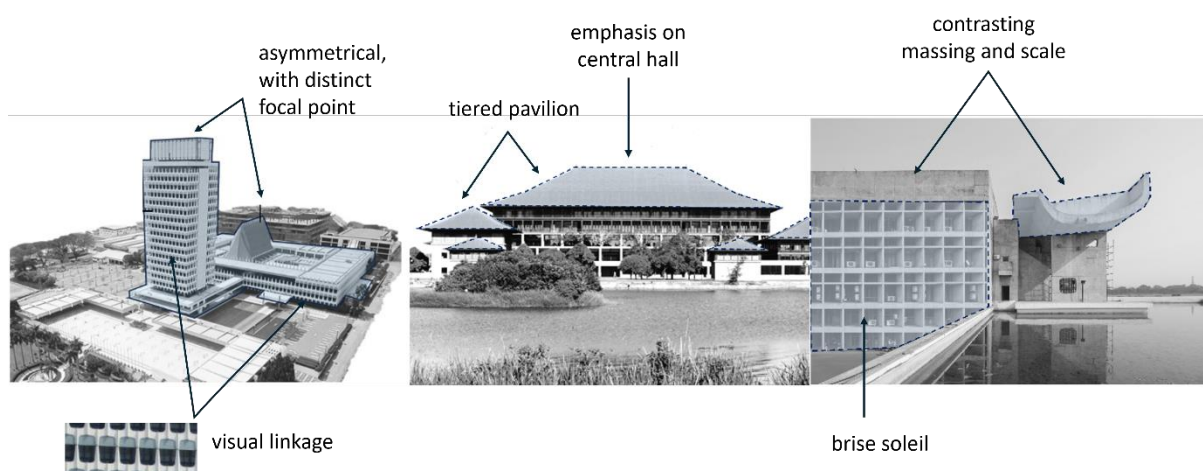 asymmetrical,
with distinct
focal point
tiered pavilion
emphasis on
central hall
contrasting
massing and scale
visual linkage
brise soleil